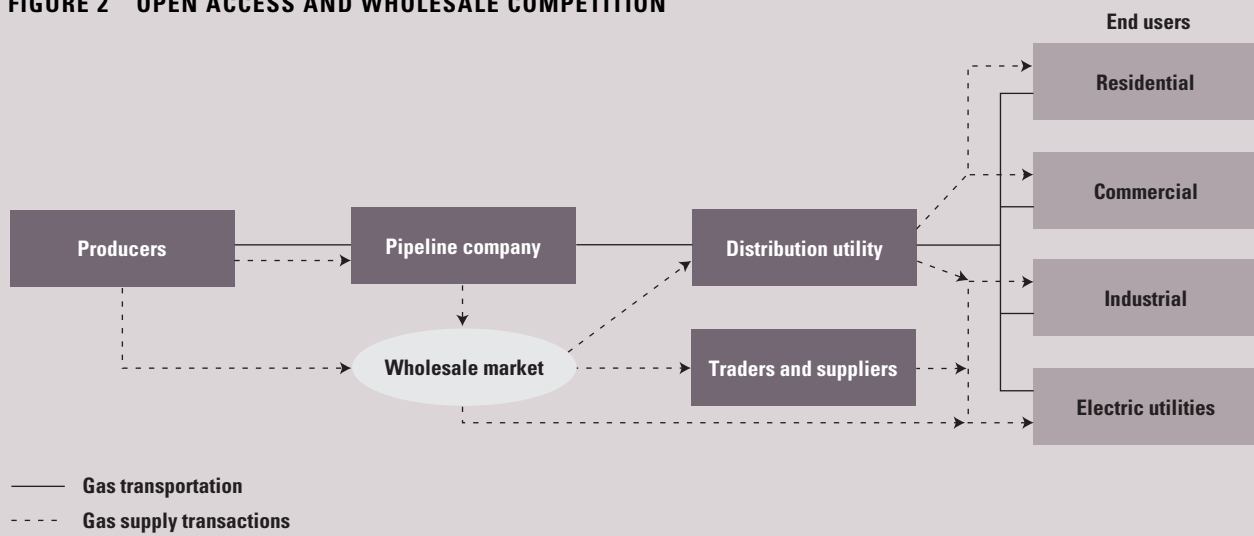 FIGURE 2 OPEN ACCESS AND WHOLESALE COMPETITION
End users
Residential
Commercial
Producers
Pipeline company
Distribution utility
Industrial
Wholesale market
Traders and suppliers
Electric utilities
Gas transportation
Gas supply transactions